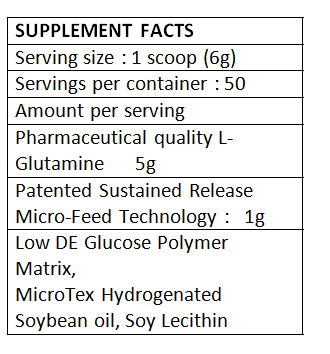 SUPPLEMENT FACTS
Serving size : 1 scoop (6g)
Servings per container : 50
Amount per serving
Pharmaceutical quality L-
Glutamine 5g
Patented Sustained Release
Micro-Feed Technology : 1g
Low DE Glucose Polymer
Matrix,
MicroTex Hydrogenated
Soybean oil, Soy Lecithin